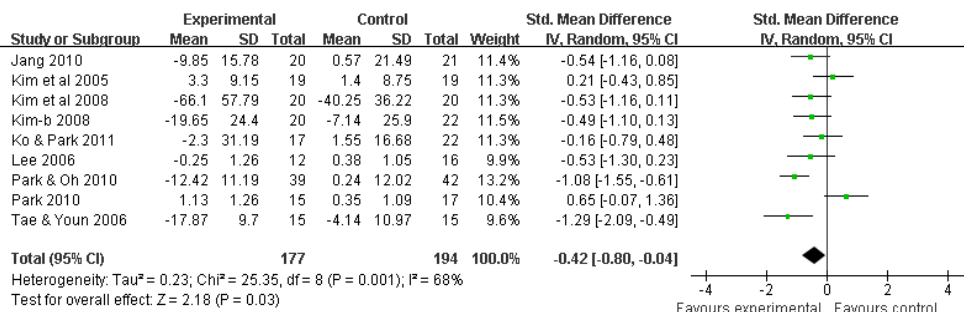 Experimental Control Std. Mean Difference Std. Mean Difference
Study or Subgroup Mean SD Total Mean SD Total Weight IV, Random, 95% CI IV, Random, 95% CI
Jang 2010 -9.85 15.78 20 0.57 21.49 21 11.4% -0.54 [-1.16, 0.08]
Kim et al 2005 3.3 9.15 19 1.4 8.75 19 11.3% 0.21 [-0.43, 0.85]
Kim et al 2008 -66.1 57.79 20 -40.25 36.22 20 11.3% -0.53 [-1.16, 0.11]
Kim-b 2008 -19.65 24.4 20 -7.14 25.9 22 11.5% -0.49 [-1.10, 0.13]
Ko & Park 2011 -2.3 31.19 17 1.55 16.68 22 11.3% -0.16 [-0.79, 0.48]
Lee 2006 -0.25 1.26 12 0.38 1.05 16 9.9% -0.53 [-1.30, 0.23]
Park & Oh 2010 -12.42 11.19 39 0.24 12.02 42 13.2% -1.08 [-1.55, -0.61]
Park 2010 1.13 1.26 15 0.35 1.09 17 10.4% 0.65 [-0.07, 1.36]
Tae & Youn 2006 -17.87 9.7 15 -4.14 10.97 15 9.6% -1.29 [-2.09, -0.49]
Total (95% CI) 177 194 100.0% -0.42 [-0.80, -0.04]
Heterogeneity: Tau² = 0.23; Chi² = 25.35, df = 8 (P = 0.001); I² = 68%
Test for overall effect: Z = 2.18 (P = 0.03)
-4 -2 0 2 4
Favours experimental Favours control